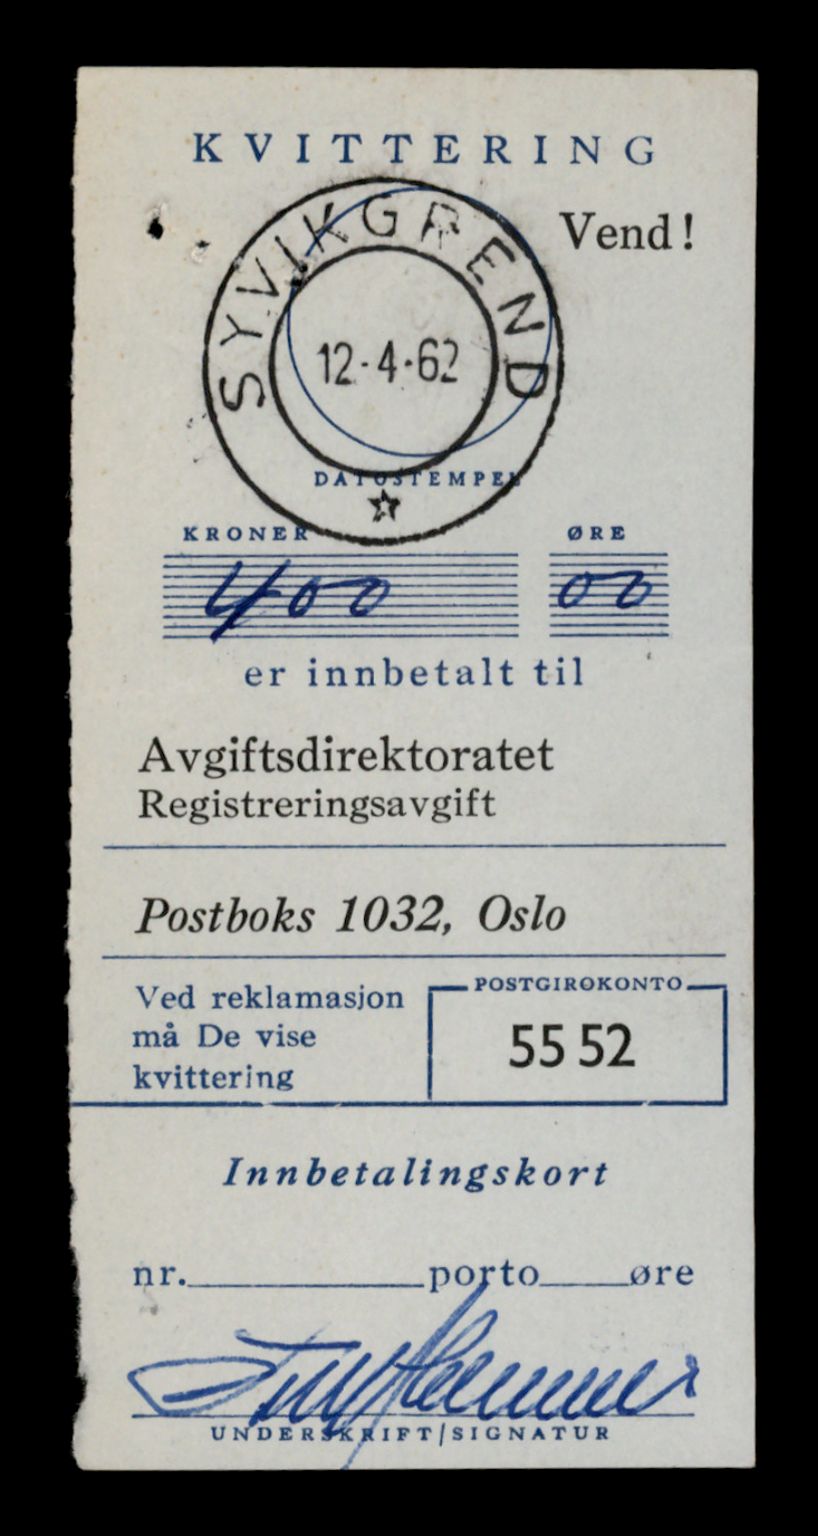 KVITTERING
Vend!
SYVIKGREND
12-4-62
DATOSTEMPEL
KRONER ØRE
400 00
er innbetalt til
Avgiftsdirektoratet
Registreringsavgift
Postboks 1032, Oslo
Ved reklamasjon
må De vise
kvittering
POSTGIROKONTO
55 52
Innbetalingskort
nr. porto øre
UNDERSKRIFT/SIGNATUR